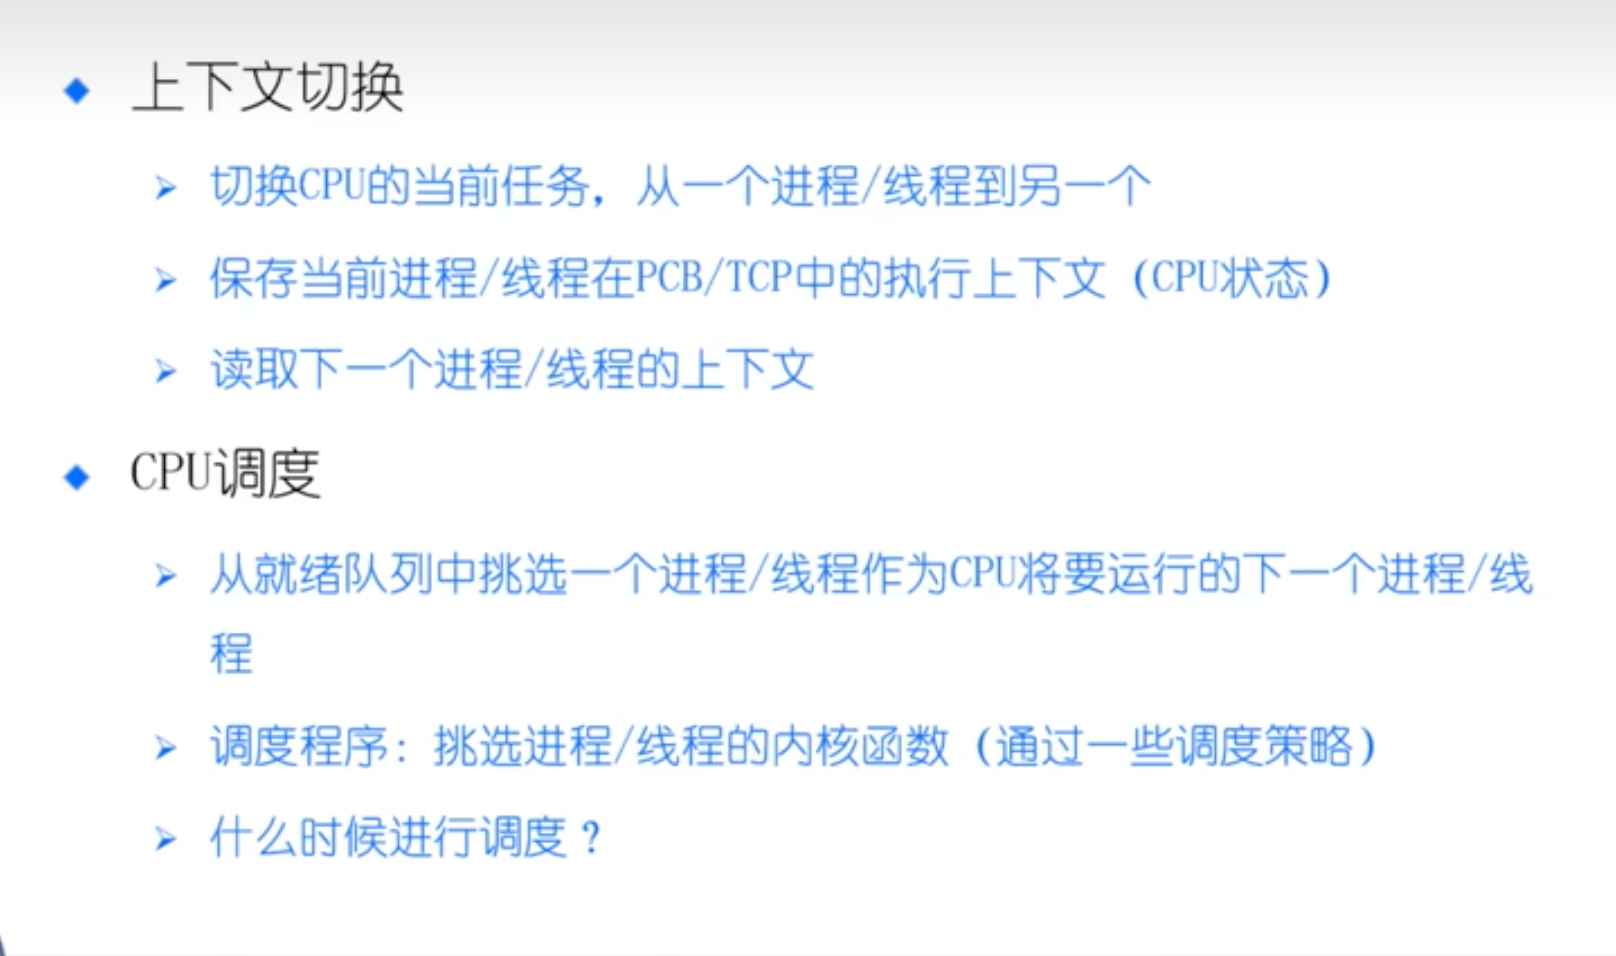 上下文切换
切换CPU的当前任务，从一个进程/线程到另一个
保存当前进程/线程在PCB/TCP中的执行上下文（CPU状态）
读取下一个进程/线程的上下文
CPU调度
从就绪队列中挑选一个进程/线程作为CPU将要运行的下一个进程/线
程
调度程序：挑选进程/线程的内核函数（通过一些调度策略）
什么时候进行调度？